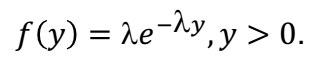 f(y) = λe^{-λy}, y > 0.